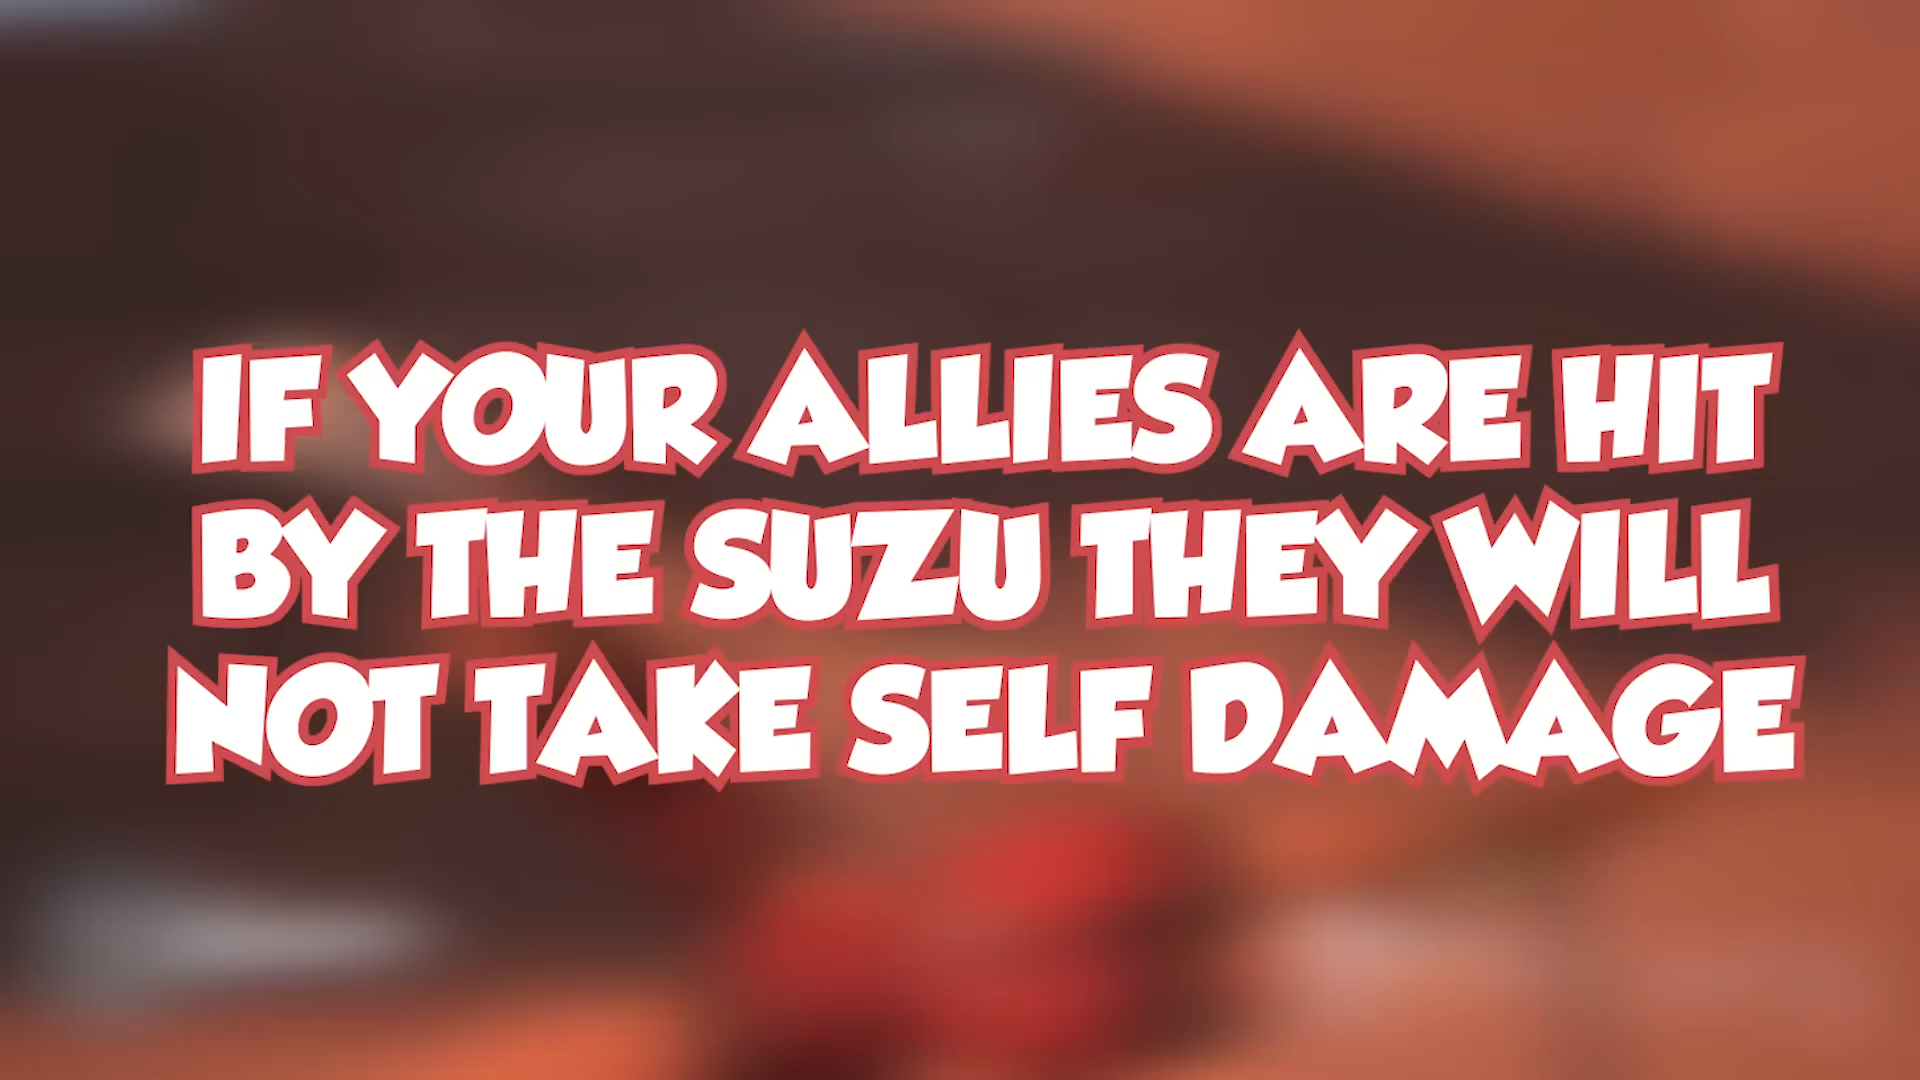 IF YOUR ALLIES ARE HIT
BY THE SUZU THEY WILL
NOT TAKE SELF DAMAGE